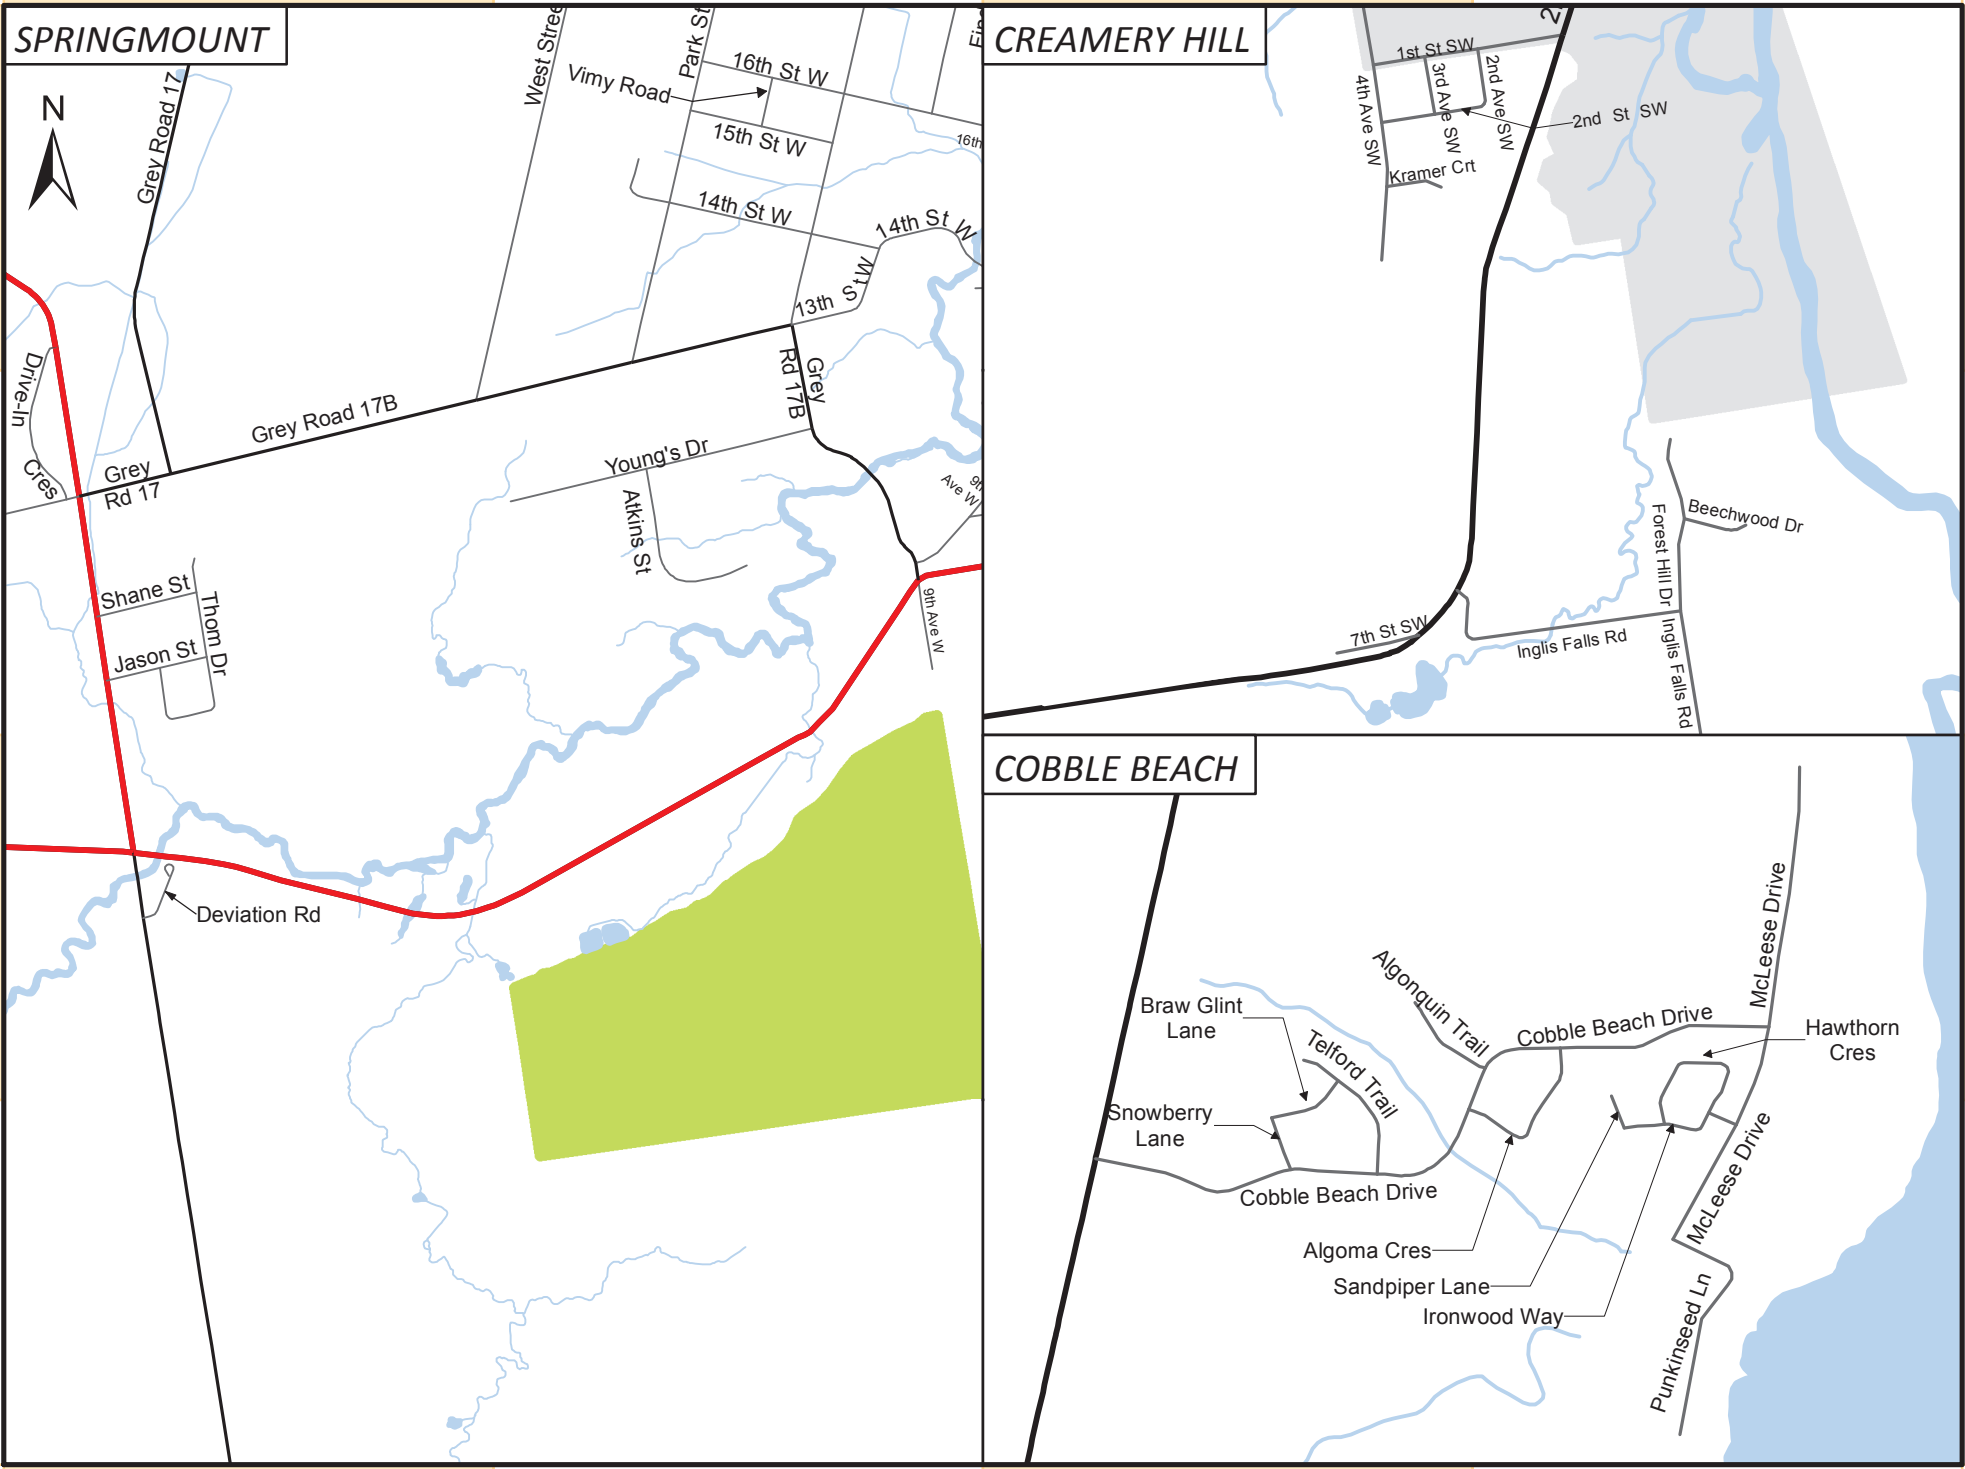 SPRINGMOUNT
N
Grey Road 17
West Stree
Park St
Vimy Road
16th St W
15th St W
16th
14th St W
14th St W
13th St W
Grey
Rd 17B
Grey Road 17B
Drive-In
Cres
Grey
Rd 17
Young's Dr
Atkins St
9th
Ave W
9th Ave W
Shane St
Thom Dr
Jason St
Deviation Rd
CREAMERY HILL
1st St SW
4th Ave SW
3rd Ave SW
2nd Ave SW
2nd St SW
Kramer Crt
Forest Hill Dr
Beechwood Dr
7th St SW
Inglis Falls Rd
Inglis Falls Rd
COBBLE BEACH
McLeese Drive
Algonquin Trail
Braw Glint
Lane
Telford Trail
Cobble Beach Drive
Hawthorn
Cres
Snowberry
Lane
Cobble Beach Drive
McLeese Drive
Algoma Cres
Sandpiper Lane
Ironwood Way
Punkinseed Ln